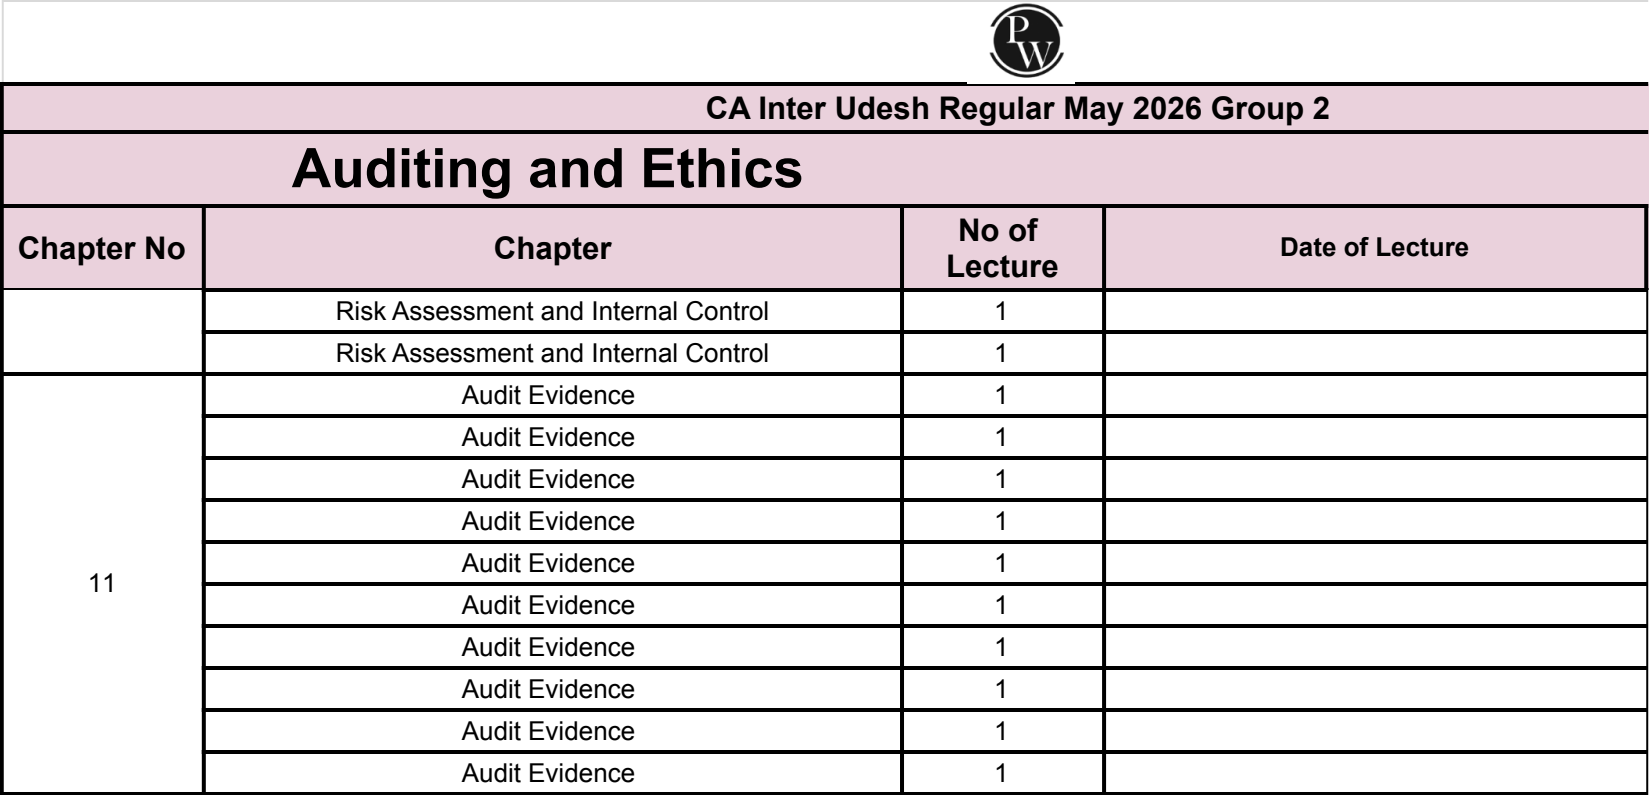 PW
CA Inter Udesh Regular May 2026 Group 2
Auditing and Ethics
Chapter No Chapter No of Lecture Date of Lecture
Risk Assessment and Internal Control 1
Risk Assessment and Internal Control 1
11
Audit Evidence 1
Audit Evidence 1
Audit Evidence 1
Audit Evidence 1
Audit Evidence 1
Audit Evidence 1
Audit Evidence 1
Audit Evidence 1
Audit Evidence 1
Audit Evidence 1